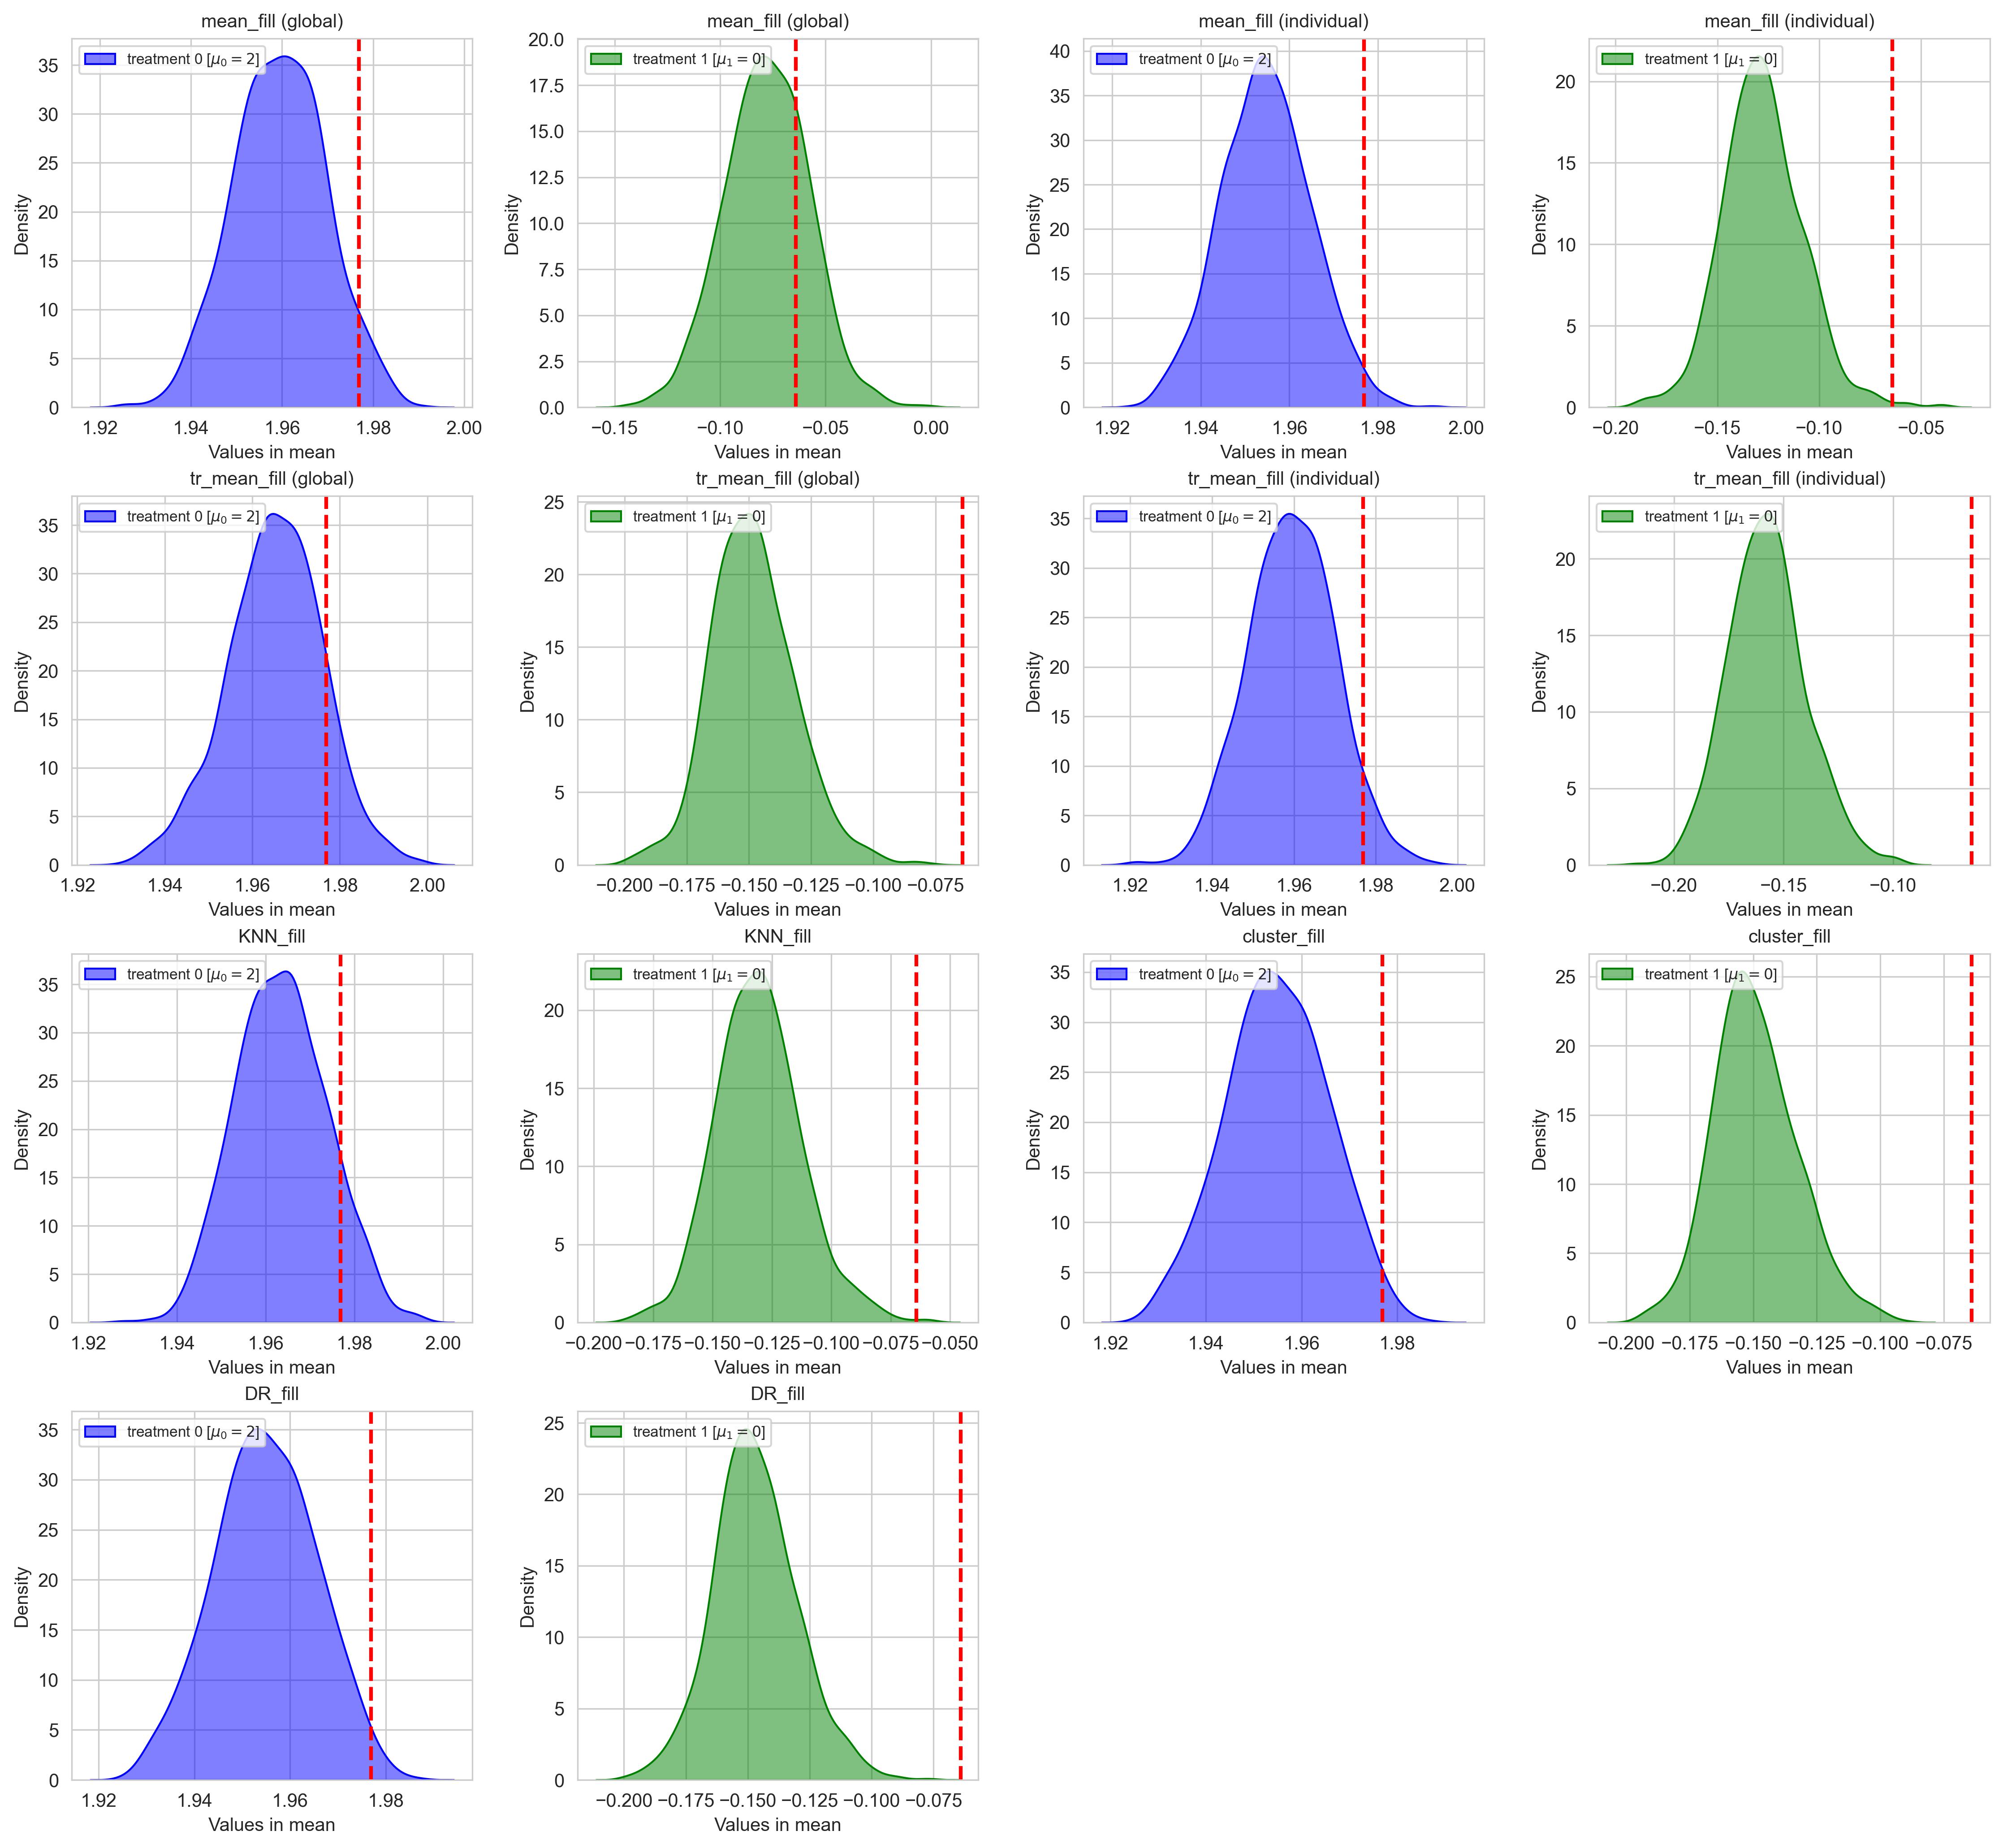 mean_fill (global)
treatment 0 [μ₀ = 2]
35
30
25
20
15
10
5
0
Density
1.92 1.94 1.96 1.98 2.00
Values in mean
mean_fill (global)
treatment 1 [μ₁ = 0]
20.0
17.5
15.0
12.5
10.0
7.5
5.0
2.5
0.0
Density
−0.15 −0.10 −0.05 0.00
Values in mean
mean_fill (individual)
treatment 0 [μ₀ = 2]
40
35
30
25
20
15
10
5
0
Density
1.92 1.94 1.96 1.98 2.00
Values in mean
mean_fill (individual)
treatment 1 [μ₁ = 0]
20
15
10
5
0
Density
−0.20 −0.15 −0.10 −0.05
Values in mean
tr_mean_fill (global)
treatment 0 [μ₀ = 2]
35
30
25
20
15
10
5
0
Density
1.92 1.94 1.96 1.98 2.00
Values in mean
tr_mean_fill (global)
treatment 1 [μ₁ = 0]
25
20
15
10
5
0
Density
−0.200 −0.175 −0.150 −0.125 −0.100 −0.075
Values in mean
tr_mean_fill (individual)
treatment 0 [μ₀ = 2]
35
30
25
20
15
10
5
0
Density
1.92 1.94 1.96 1.98 2.00
Values in mean
tr_mean_fill (individual)
treatment 1 [μ₁ = 0]
20
15
10
5
0
Density
−0.20 −0.15 −0.10
Values in mean
KNN_fill
treatment 0 [μ₀ = 2]
35
30
25
20
15
10
5
0
Density
1.92 1.94 1.96 1.98 2.00
Values in mean
KNN_fill
treatment 1 [μ₁ = 0]
20
15
10
5
0
Density
−0.200 −0.175 −0.150 −0.125 −0.100 −0.075 −0.050
Values in mean
cluster_fill
treatment 0 [μ₀ = 2]
35
30
25
20
15
10
5
0
Density
1.92 1.94 1.96 1.98
Values in mean
cluster_fill
treatment 1 [μ₁ = 0]
25
20
15
10
5
0
Density
−0.200 −0.175 −0.150 −0.125 −0.100 −0.075
Values in mean
DR_fill
treatment 0 [μ₀ = 2]
35
30
25
20
15
10
5
0
Density
1.92 1.94 1.96 1.98
Values in mean
DR_fill
treatment 1 [μ₁ = 0]
25
20
15
10
5
0
Density
−0.200 −0.175 −0.150 −0.125 −0.100 −0.075
Values in mean